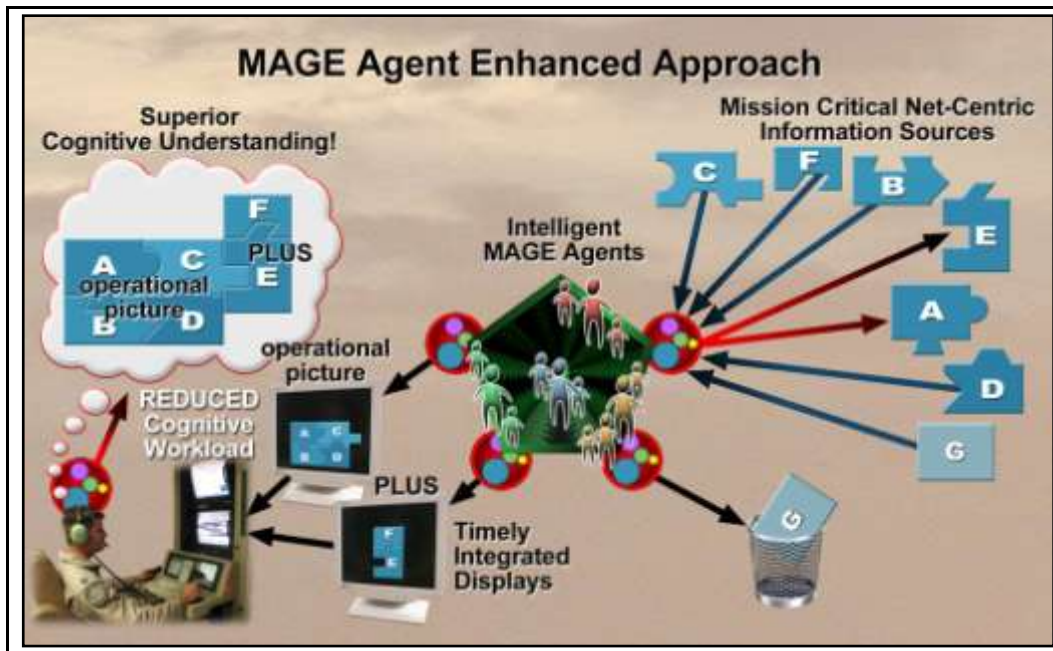 MAGE Agent Enhanced Approach
Superior
Cognitive Understanding!
Mission Critical Net-Centric
Information Sources
C
F
B
E
A
D
G
Intelligent
MAGE Agents
F
PLUS
E
A
C
operational
picture
B
D
operational
picture
REDUCED
Cognitive
Workload
A
C
B
D
PLUS
F
E
Timely
Integrated
Displays
G